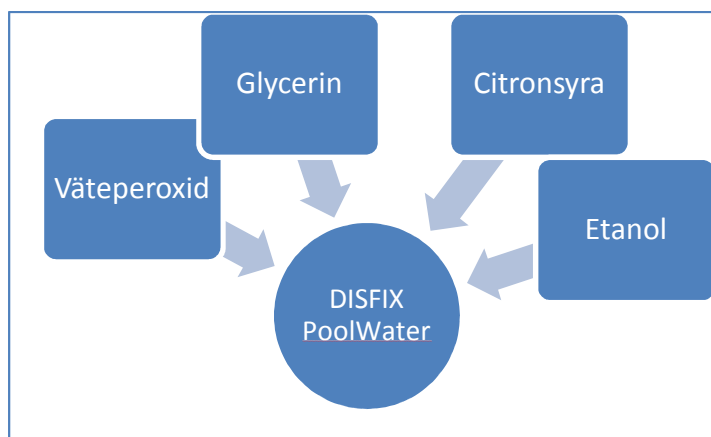 Glycerin
Citronsyra
Väteperoxid
Etanol
DISFIX
PoolWater